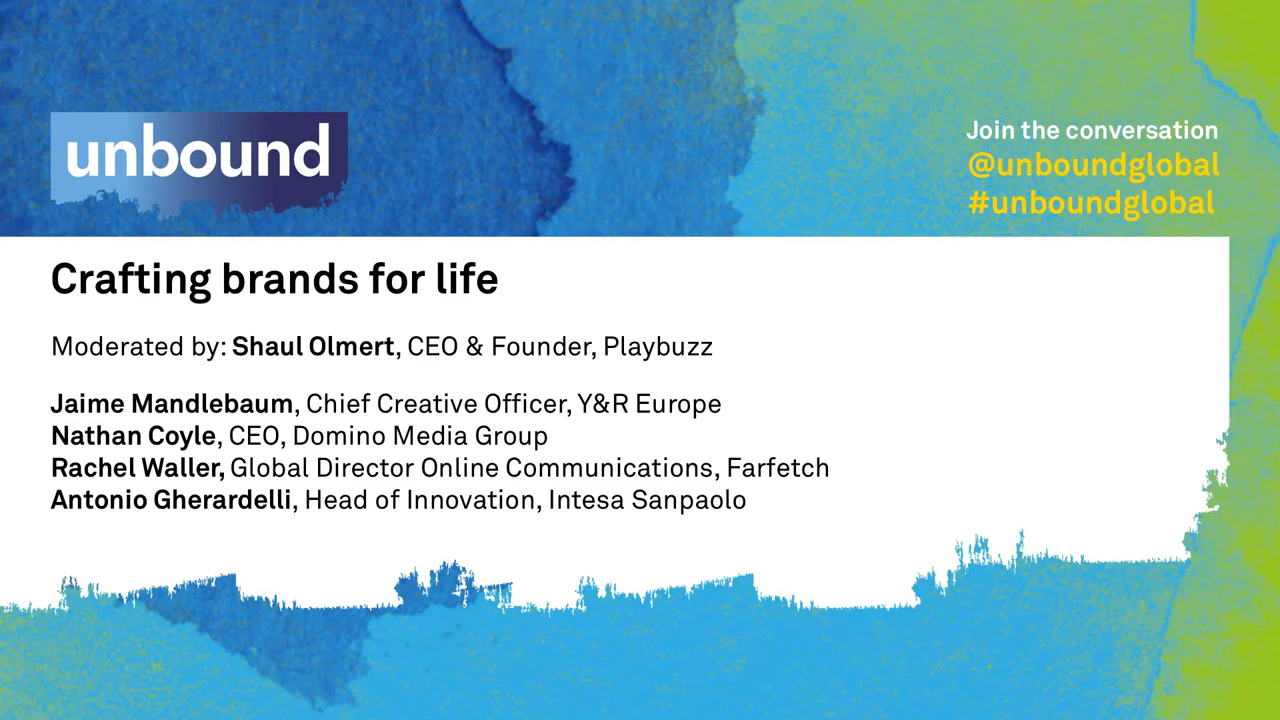 unbound
Join the conversation
@unboundglobal
#unboundglobal
Crafting brands for life
Moderated by: Shaul Olmert, CEO & Founder, Playbuzz
Jaime Mandlebaum, Chief Creative Officer, Y&R Europe
Nathan Coyle, CEO, Domino Media Group
Rachel Waller, Global Director Online Communications, Farfetch
Antonio Gherardelli, Head of Innovation, Intesa Sanpaolo